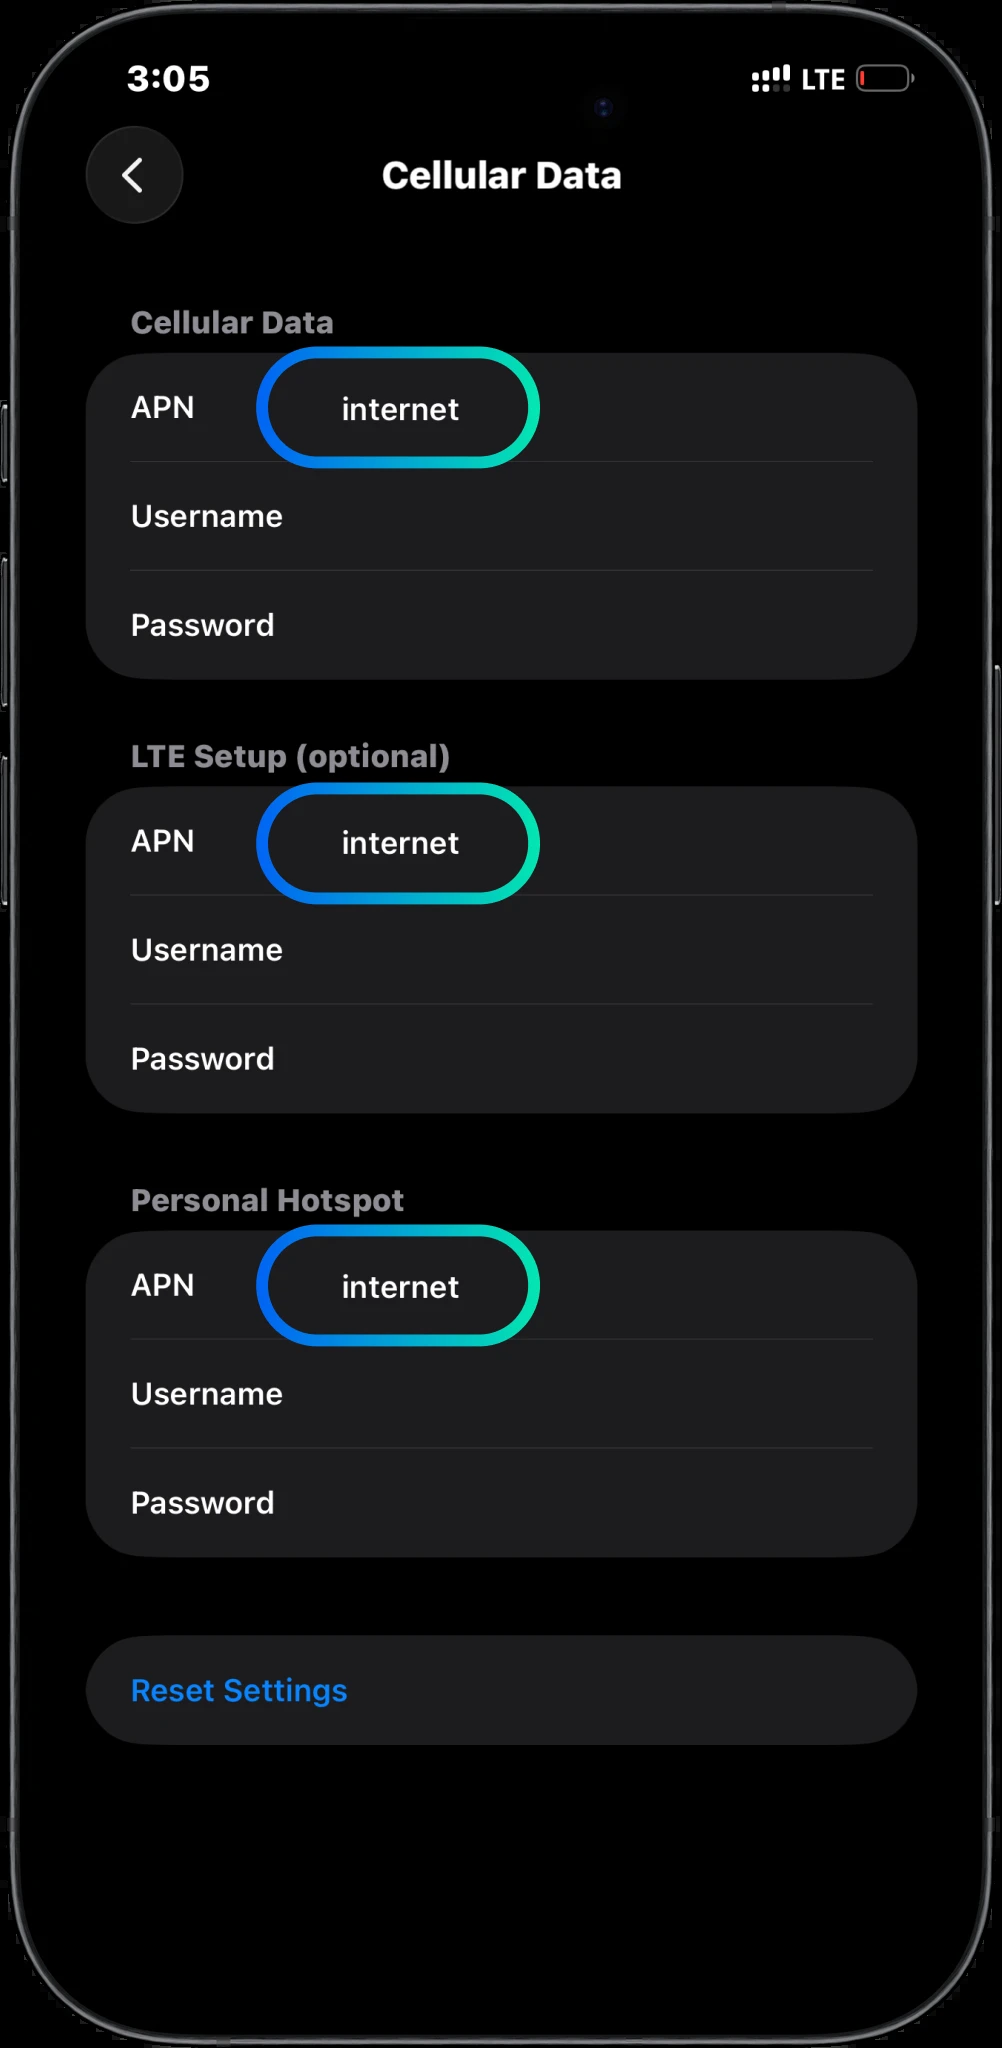 3:05
LTE
Cellular Data
Cellular Data
APN internet
Username
Password
LTE Setup (optional)
APN internet
Username
Password
Personal Hotspot
APN internet
Username
Password
Reset Settings